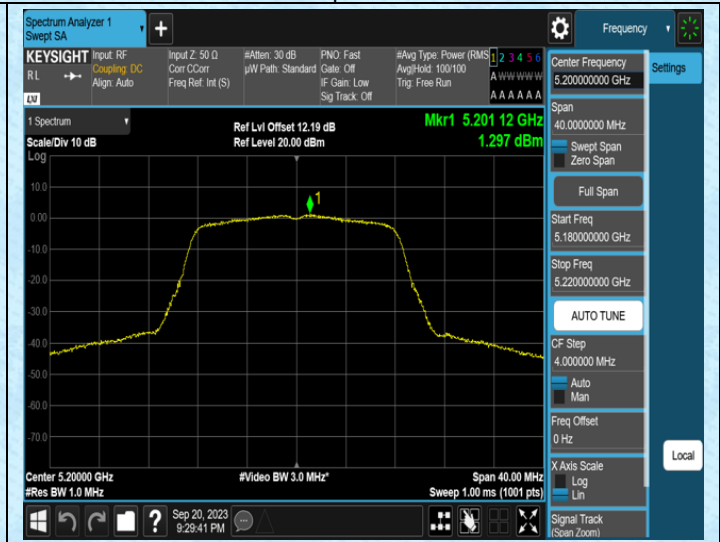 Spectrum Analyzer 1
Swept SA
Frequency
KEYSIGHT
RL
LXI
Input: RF
Coupling: DC
Align: Auto
Input Z: 50 Ω
Corr CCorr
Freq Ref: Int (S)
#Atten: 30 dB
µW Path: Standard
PNO: Fast
Gate: Off
IF Gain: Low
Sig Track: Off
#Avg Type: Power (RMS
Avg|Hold: 100/100
Trig: Free Run
1 2 3 4 5 6
A W W W W W
A A A A A A
1 Spectrum
Scale/Div 10 dB
Log
Ref Lvl Offset 12.19 dB
Ref Level 20.00 dBm
Mkr1 5.201 12 GHz
1.297 dBm
10.0
0.00
-10.0
-20.0
-30.0
-40.0
-50.0
-60.0
-70.0
1
Center 5.20000 GHz
#Res BW 1.0 MHz
#Video BW 3.0 MHz*
Span 40.00 MHz
Sweep 1.00 ms (1001 pts)
Sep 20, 2023
9:29:41 PM
?
Center Frequency
5.200000000 GHz
Span
40.0000000 MHz
Swept Span
Zero Span
Full Span
Start Freq
5.180000000 GHz
Stop Freq
5.220000000 GHz
AUTO TUNE
CF Step
4.000000 MHz
Auto
Man
Freq Offset
0 Hz
X Axis Scale
Log
Lin
Signal Track
(Span Zoom)
Settings
Local